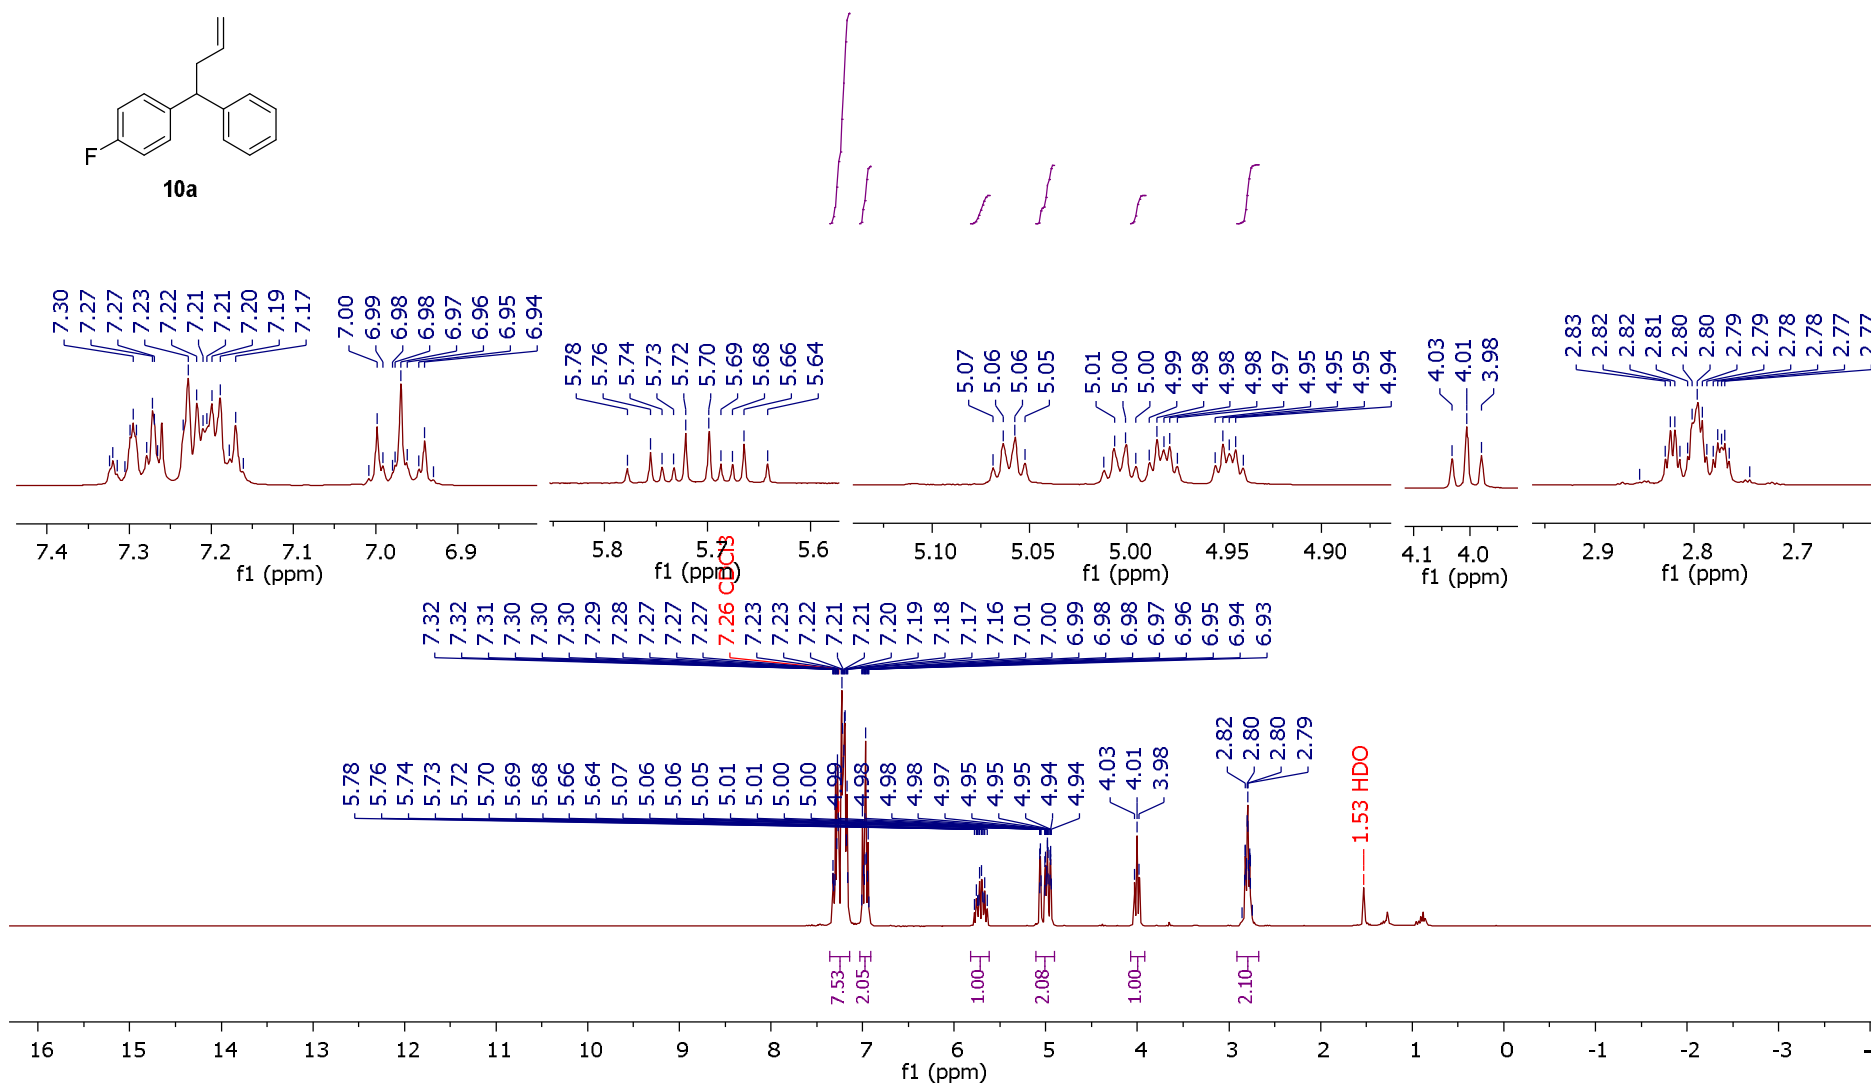 F
10a
7.30 7.27 7.27 7.23 7.22 7.21 7.21 7.20 7.19 7.17
7.00 6.99 6.98 6.98 6.97 6.96 6.95 6.94
5.78 5.76 5.74 5.73 5.72 5.70 5.69 5.68 5.66 5.64
5.07 5.06 5.06 5.05
5.01 5.00 5.00 4.99 4.98 4.98 4.98 4.97 4.95 4.95 4.95 4.94
4.03 4.01 3.98
2.83 2.82 2.82 2.81 2.80 2.80 2.79 2.79 2.78 2.78 2.77 2.77
7.4 7.3 7.2 7.1 7.0 6.9
f1 (ppm)
5.8 5.7 5.6
f1 (ppm)
5.10 5.05 5.00 4.95 4.90
f1 (ppm)
4.1 4.0
f1 (ppm)
2.9 2.8 2.7
f1 (ppm)
7.32 7.32 7.31 7.30 7.30 7.30 7.29 7.28 7.27 7.27 7.27 7.26 CDCl3 7.23 7.23 7.22 7.21 7.21 7.20 7.19 7.18 7.17 7.16 7.01 7.00 6.99 6.98 6.98 6.97 6.96 6.95 6.94 6.93
5.78 5.76 5.74 5.73 5.72 5.70 5.69 5.68 5.66 5.64 5.07 5.06 5.06 5.05 5.01 5.01 5.00 5.00 4.99 4.98 4.98 4.98 4.97 4.95 4.95 4.95 4.94 4.94
4.03 4.01 3.98
2.82 2.80 2.80 2.79
1.53 HDO
7.53 2.05 1.00 2.08 1.00 2.10
16 15 14 13 12 11 10 9 8 7 6 5 4 3 2 1 0 -1 -2 -3
f1 (ppm)